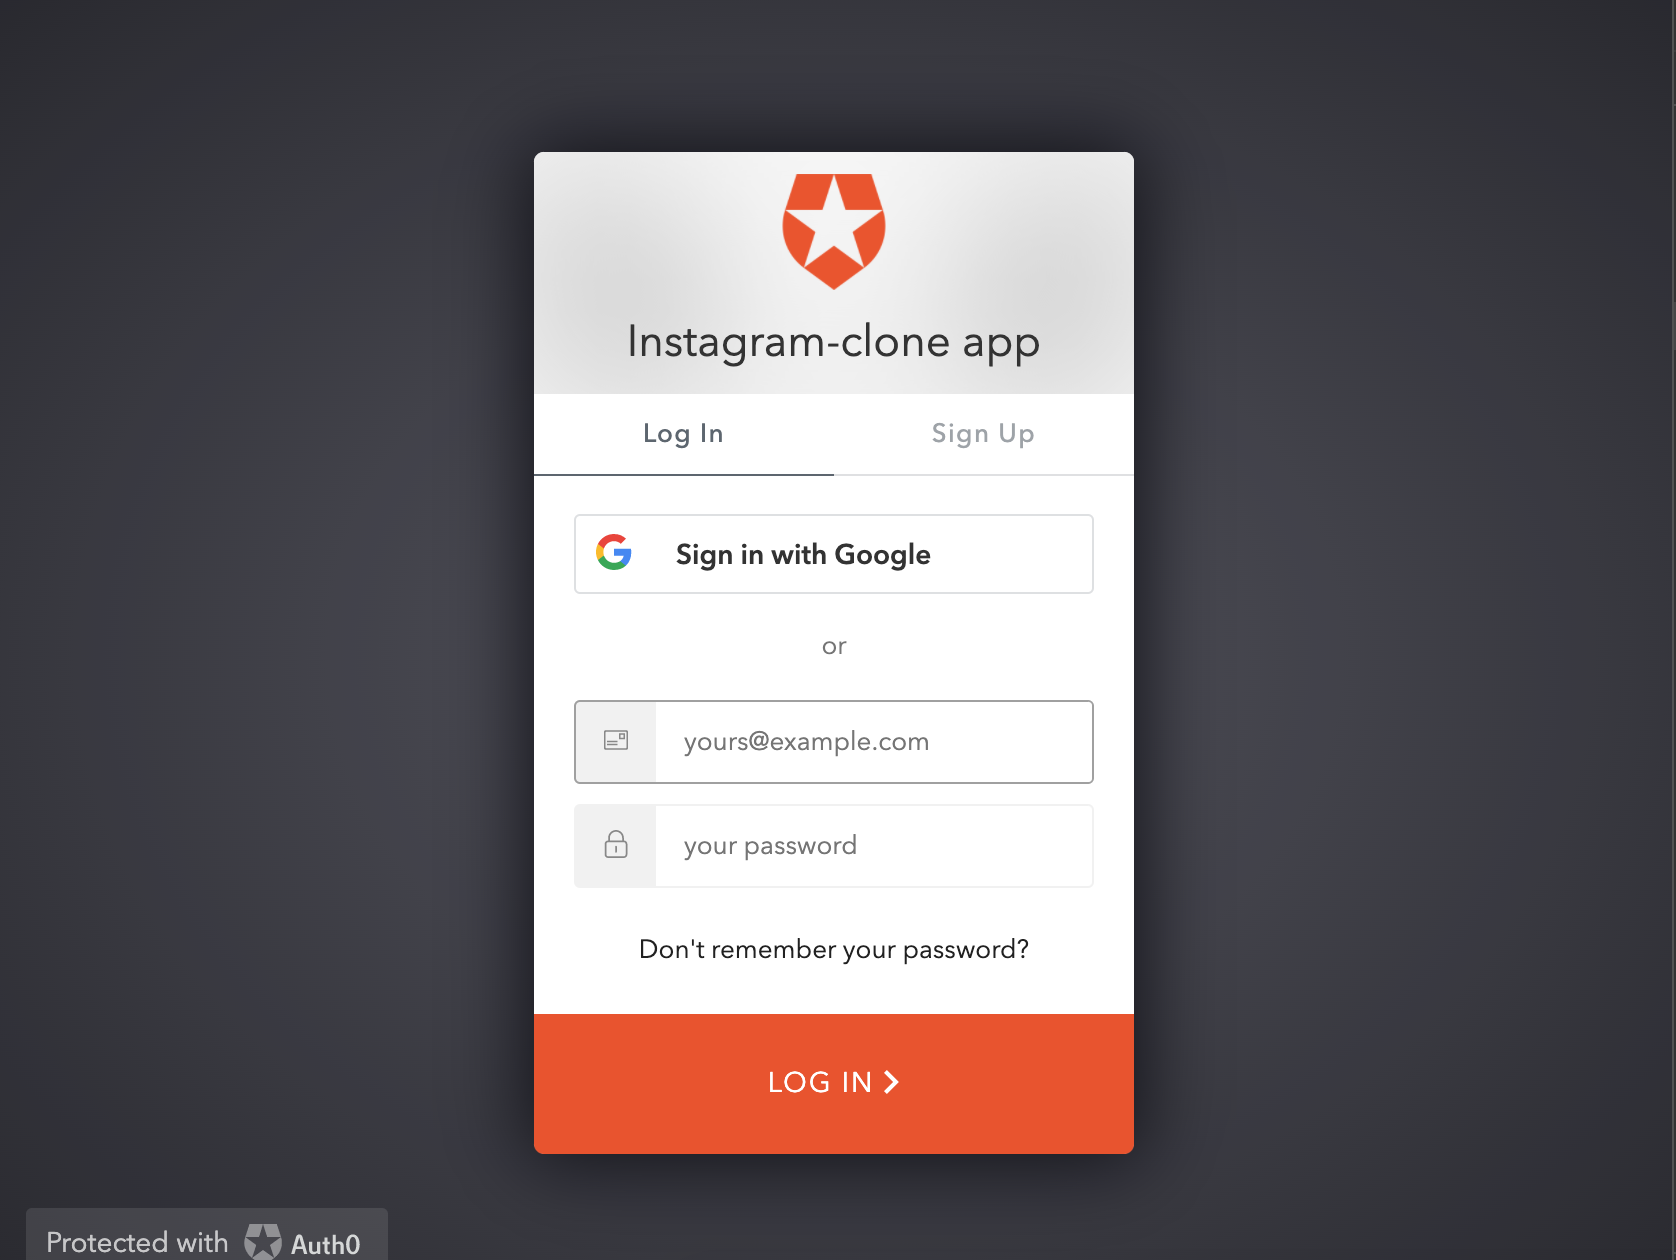 Instagram-clone app
Log In
Sign Up
Sign in with Google
or
yours@example.com
your password
Don't remember your password?
LOG IN
Protected with Auth0